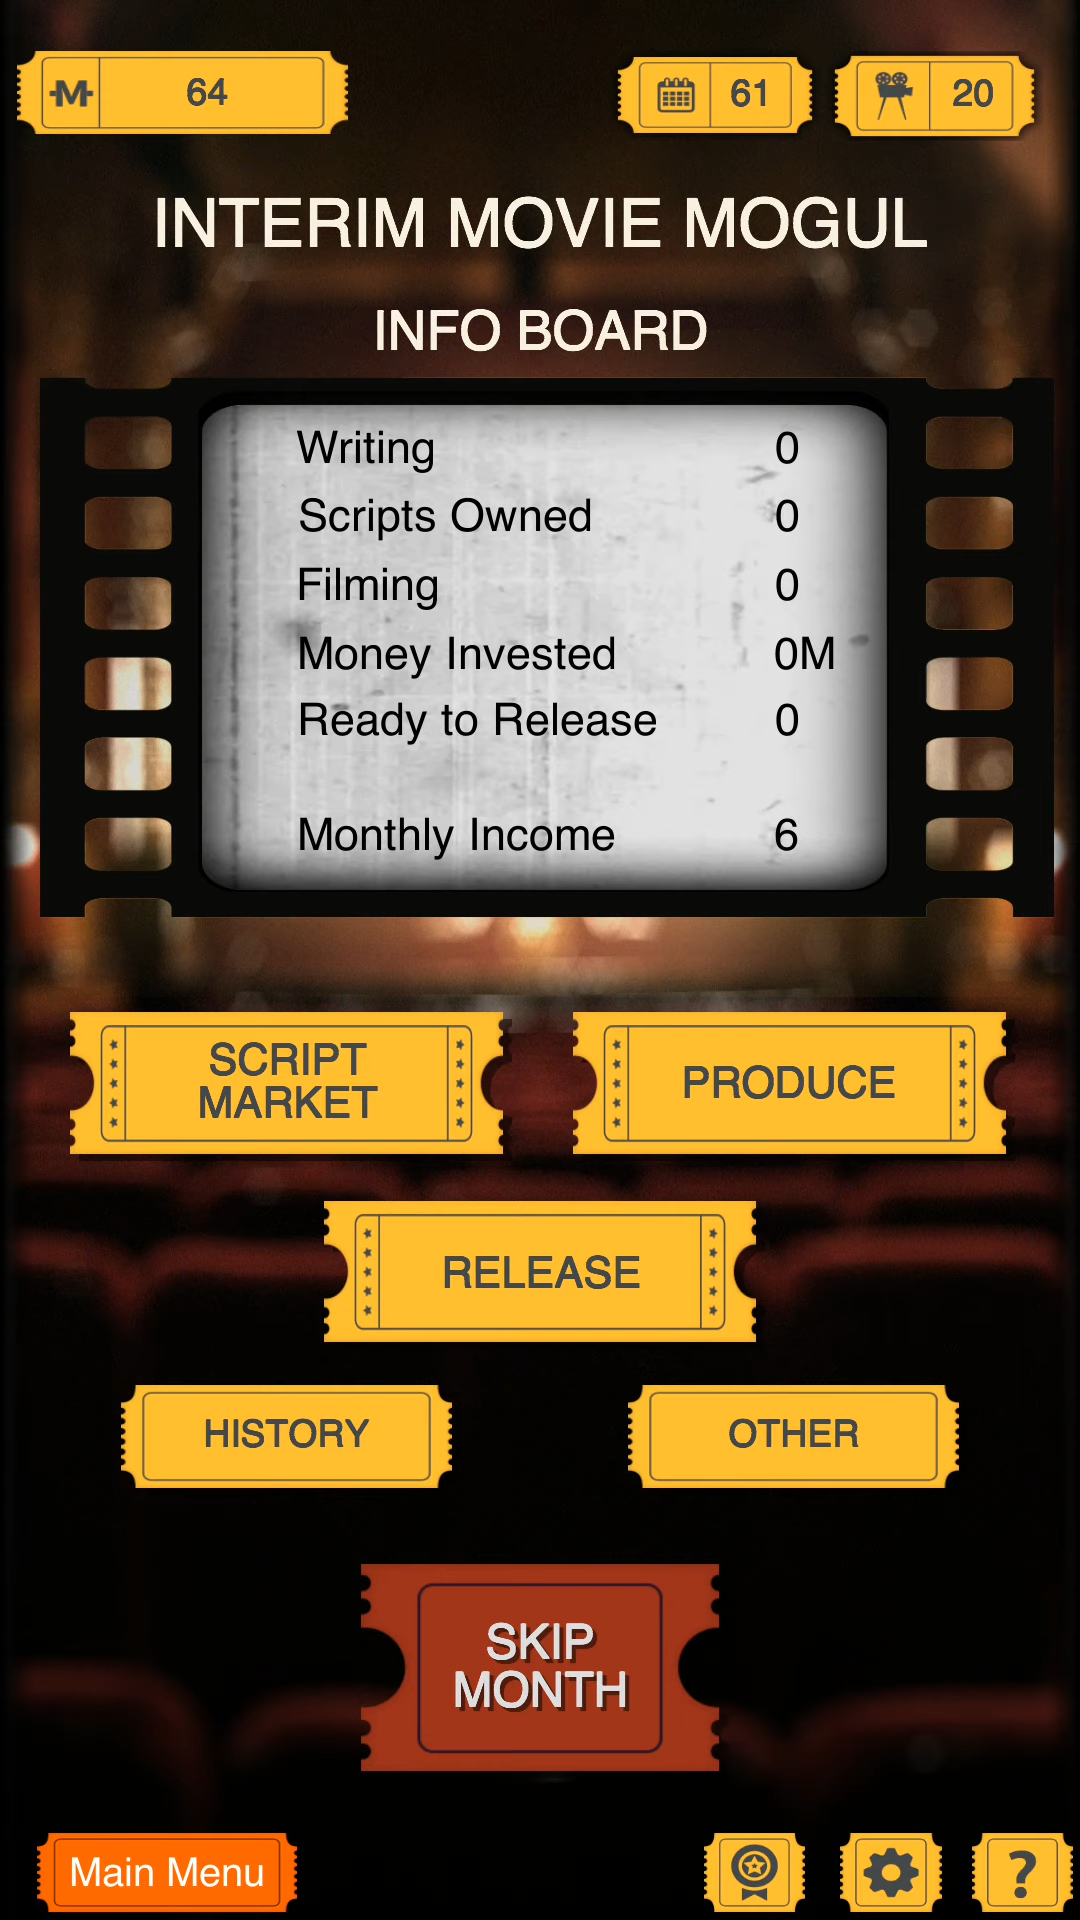 M 64 61 20
INTERIM MOVIE MOGUL
INFO BOARD
Writing 0
Scripts Owned 0
Filming 0
Money Invested 0M
Ready to Release 0
Monthly Income 6
SCRIPT
MARKET
PRODUCE
RELEASE
HISTORY OTHER
SKIP
MONTH
Main Menu ?